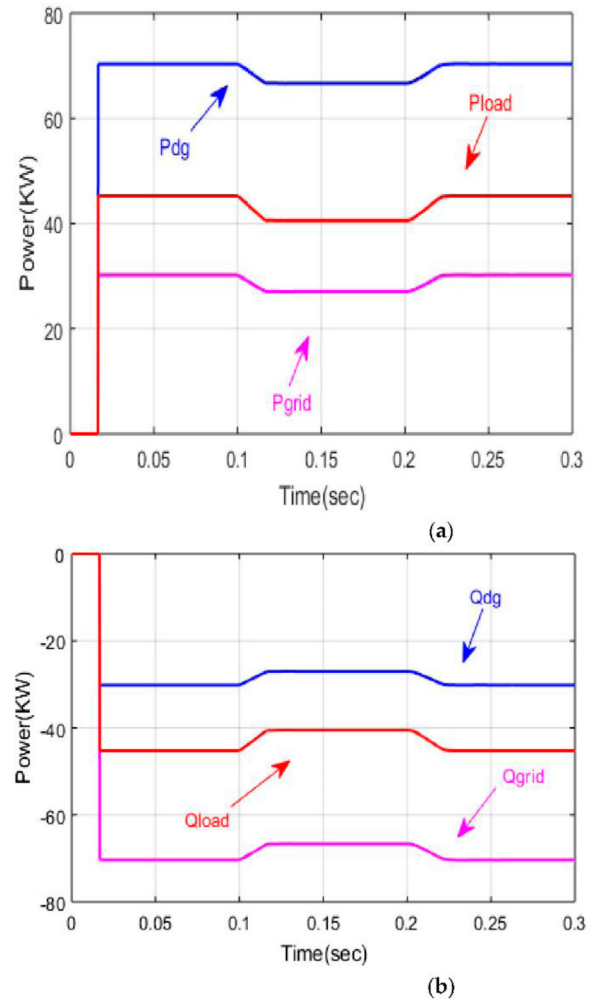 80
60
40
20
0
Power(KW)
Pdg
Pload
Pgrid
0 0.05 0.1 0.15 0.2 0.25 0.3
Time(sec)
(a)
0
-20
-40
-60
-80
Power(KW)
Qdg
Qload
Qgrid
0 0.05 0.1 0.15 0.2 0.25 0.3
Time(sec)
(b)